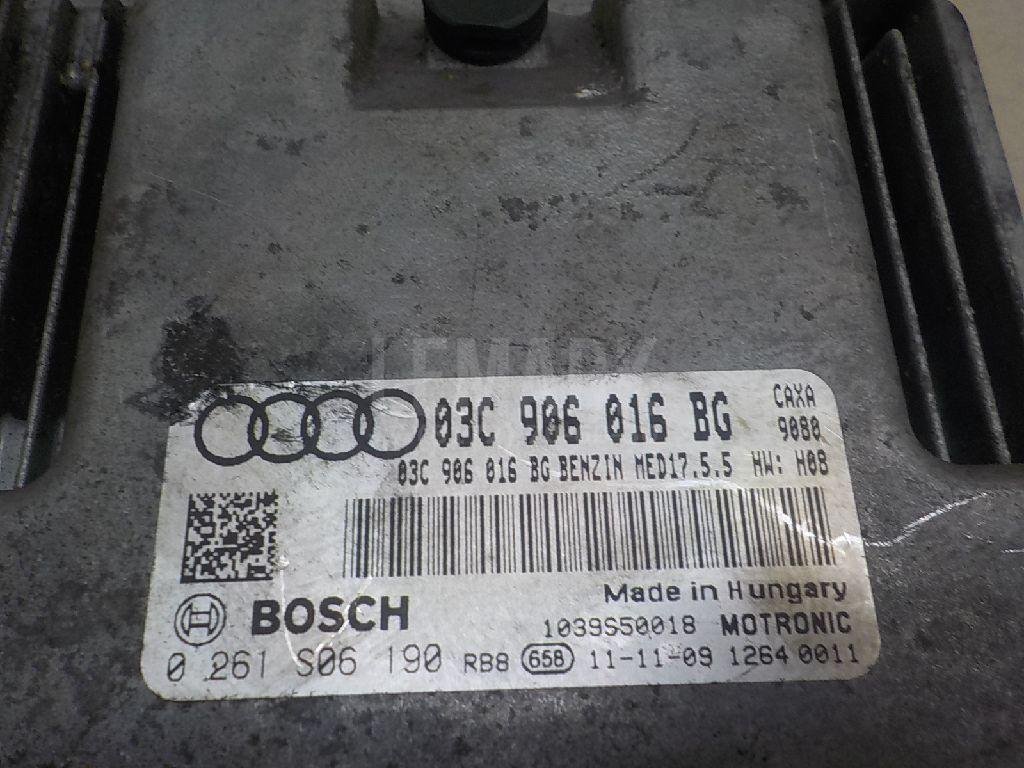 LEMARK
03C 906 016 BG CAXA
9080
03C 906 016 BG BENZIN MED17.5.5 HW: H08
Made in Hungary
BOSCH
1039S50018 MOTRONIC
0 261 S06 190 RB8 658 11-11-09 1264 0011